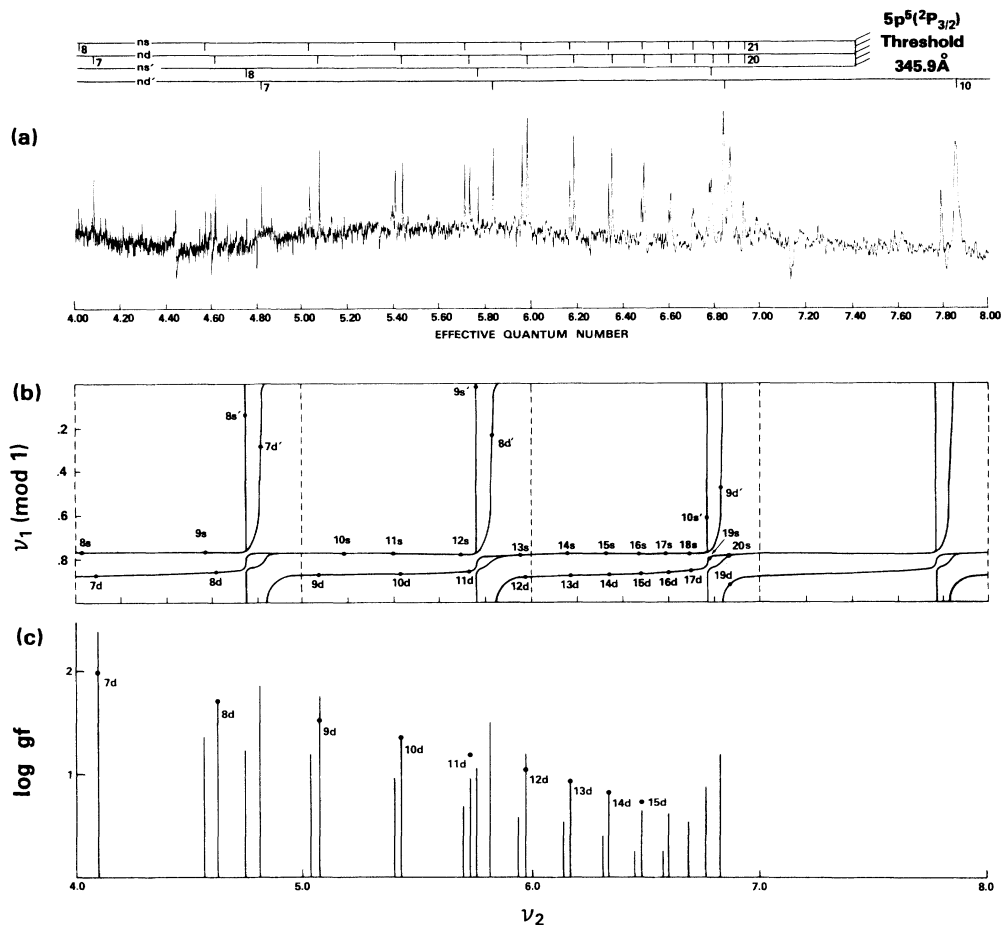 5p⁵(²P₃/₂)
Threshold
345.9Å
ns
nd
ns′
nd′
8
7
8
7
21
20
10
(a)
4.00 4.20 4.40 4.60 4.80 5.00 5.20 5.40 5.60 5.80 6.00 6.20 6.40 6.60 6.80 7.00 7.20 7.40 7.60 7.80 8.00
EFFECTIVE QUANTUM NUMBER
(b)
ν₁ (mod 1)
.2
.4
.6
.8
8s′ 7d′ 9s′ 8d′ 10s′ 9d′
8s 9s 10s 11s 12s 13s 14s 15s 16s 17s 18s 19s 20s
7d 8d 9d 10d 11d 12d 13d 14d 15d 16d 17d 19d
(c)
log gf
2
1
7d 8d 9d 10d 11d 12d 13d 14d 15d
4.0 5.0 6.0 7.0 8.0
ν₂